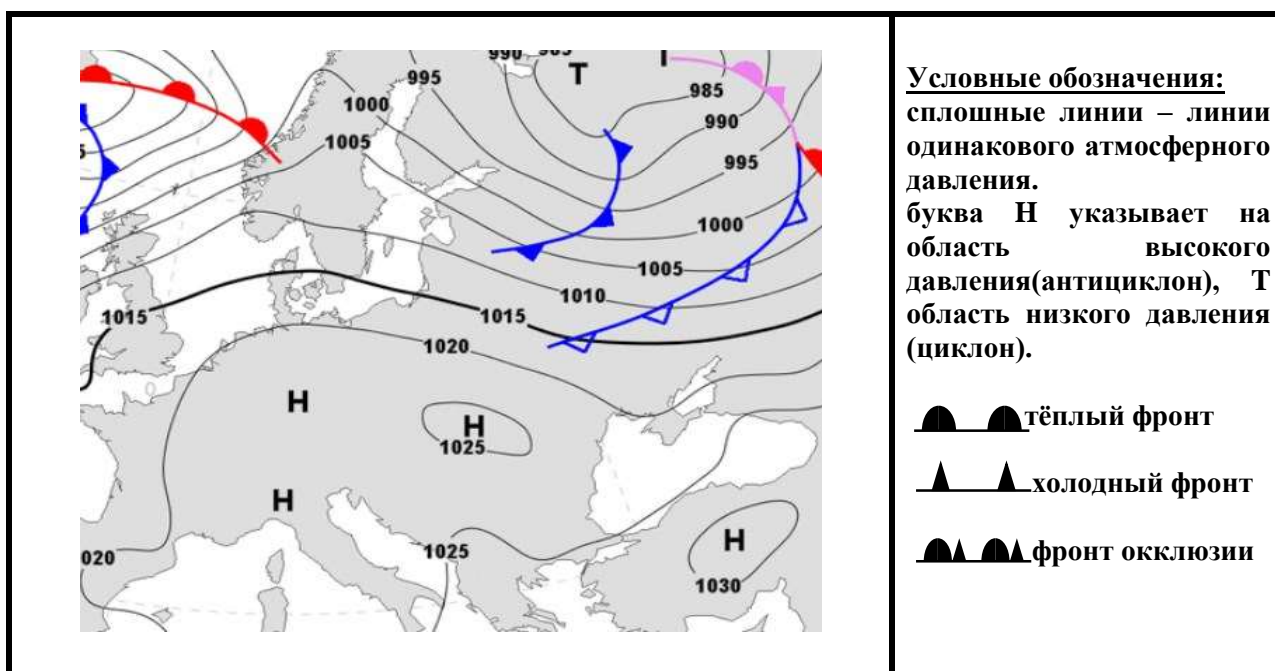 990 985
995
T
T
985
1000
990
1005
995
1000
1005
1010
1015
1015
1020
H
H
1025
H
020
1025
H
1030
Условные обозначения:
сплошные линии – линии
одинакового атмосферного
давления.
буква Н указывает на
область высокого
давления(антициклон), Т
область низкого давления
(циклон).
тёплый фронт
холодный фронт
фронт окклюзии